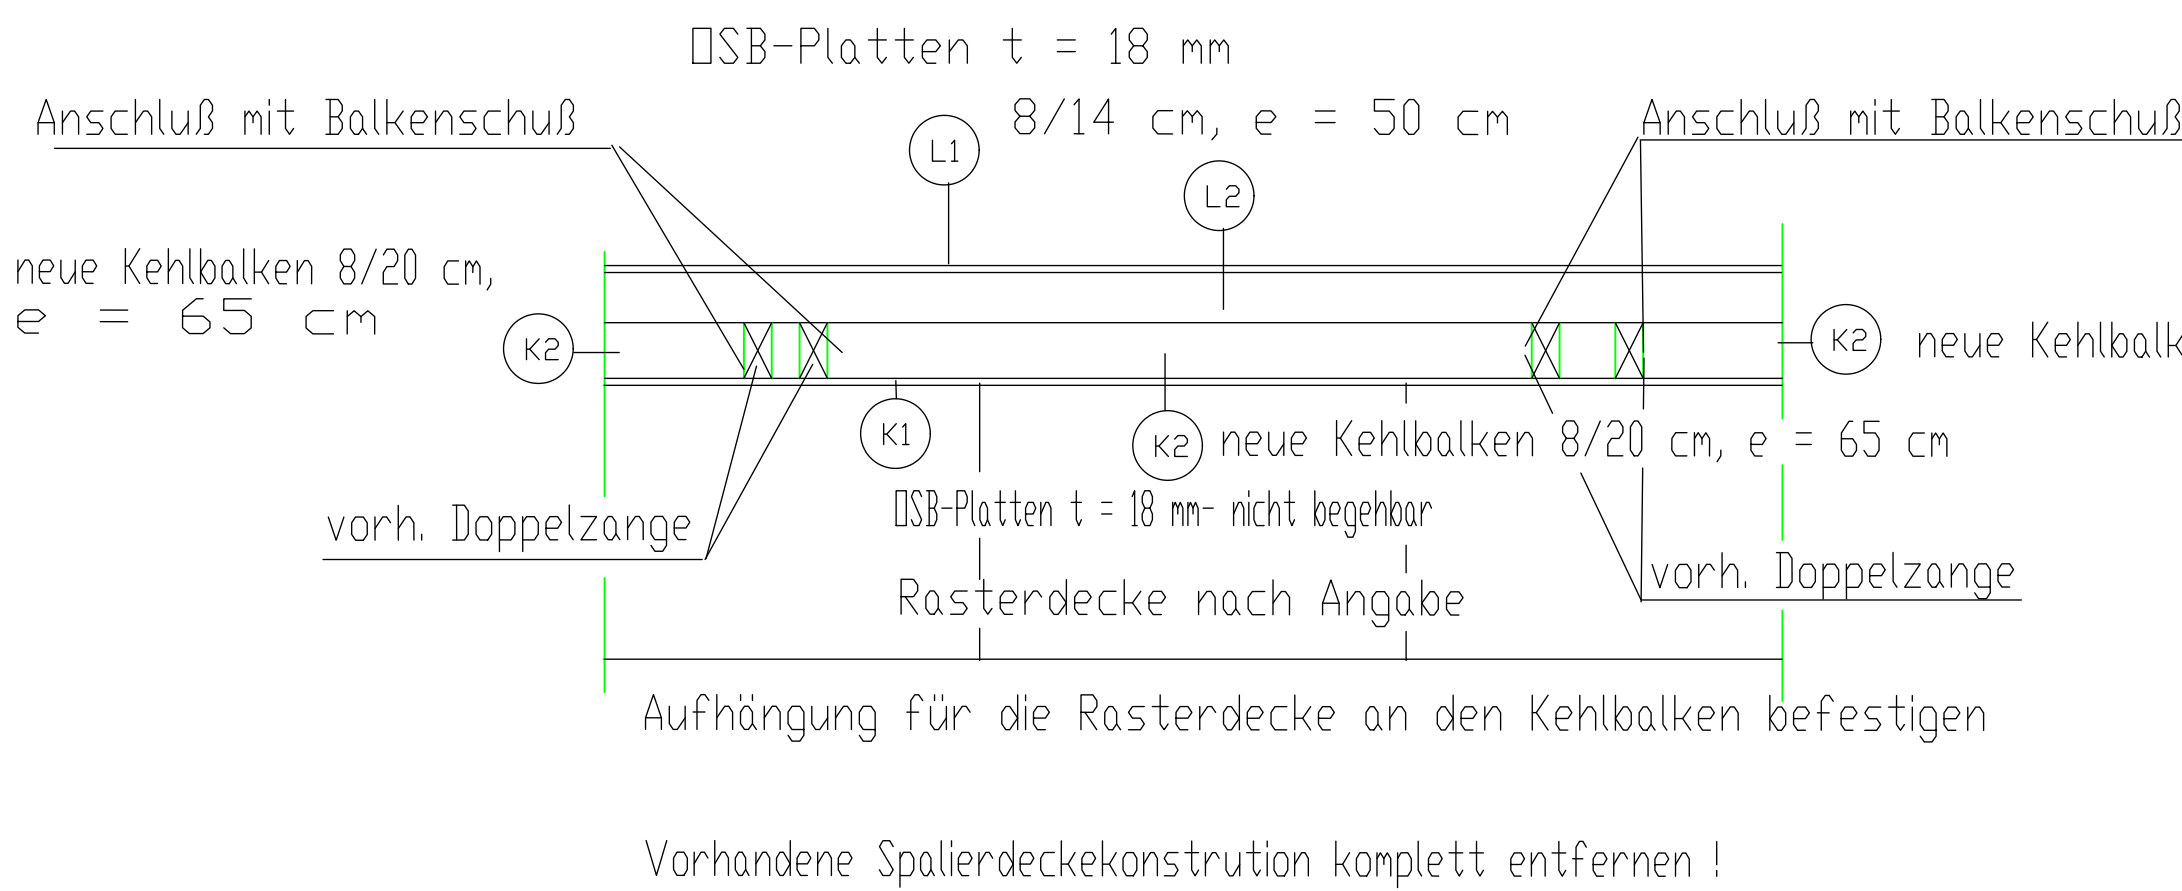 OSB-Platten t = 18 mm
8/14 cm, e = 50 cm
Anschluß mit Balkenschuß
Anschluß mit Balkenschuß
L1
L2
neue Kehlbalken 8/20 cm,
e = 65 cm
K2
K2
neue Kehlbalk
K1
K2
neue Kehlbalken 8/20 cm, e = 65 cm
OSB-Platten t = 18 mm- nicht begehbar
vorh. Doppelzange
vorh. Doppelzange
Rasterdecke nach Angabe
Aufhängung für die Rasterdecke an den Kehlbalken befestigen
Vorhandene Spalierdeckekonstrution komplett entfernen !